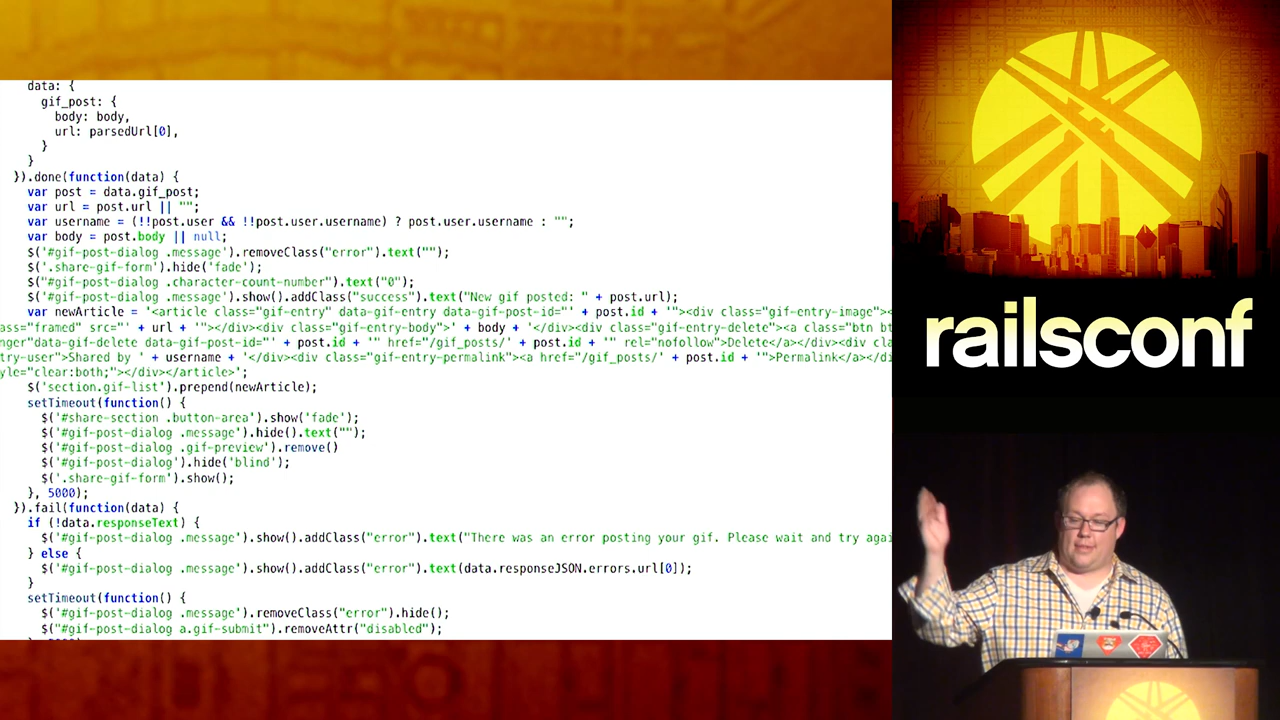 data: {
gif_post: {
body: body,
url: parsedUrl[0],
}
}
}).done(function(data) {
var post = data.gif_post;
var url = post.url || "";
var username = (!!post.user && !!post.user.username) ? post.user.username : "";
var body = post.body || null;
$('#gif-post-dialog .message').removeClass("error").text("");
$('.share-gif-form').hide('fade');
$("#gif-post-dialog .character-count-number").text("0");
$('#gif-post-dialog .message').show().addClass("success").text("New gif posted: " + post.url);
var newArticle = '<article class="gif-entry" data-gif-entry data-gif-post-id="' + post.id + '"><div class="gif-entry-image"><
ass="framed" src="' + url + '"></div><div class="gif-entry-body">' + body + '</div><div class="gif-entry-delete"><a class="btn bt
nger"data-gif-delete data-gif-post-id="' + post.id + '" href="/gif_posts/' + post.id + '" rel="nofollow">Delete</a></div><div cla
try-user">Shared by ' + username + '</div><div class="gif-entry-permalink"><a href="/gif_posts/' + post.id + '">Permalink</a></di
yle="clear:both;"></div></article>';
$('section.gif-list').prepend(newArticle);
setTimeout(function() {
$('#share-section .button-area').show('fade');
$('#gif-post-dialog .message').hide().text("");
$('#gif-post-dialog .gif-preview').remove()
$('#gif-post-dialog').hide('blind');
$('.share-gif-form').show();
}, 5000);
}).fail(function(data) {
if (!data.responseText) {
$('#gif-post-dialog .message').show().addClass("error").text("There was an error posting your gif. Please wait and try agai
} else {
$('#gif-post-dialog .message').show().addClass("error").text(data.responseJSON.errors.url[0]);
}
setTimeout(function() {
$('#gif-post-dialog .message').removeClass("error").hide();
$("#gif-post-dialog a.gif-submit").removeAttr("disabled");
railsconf